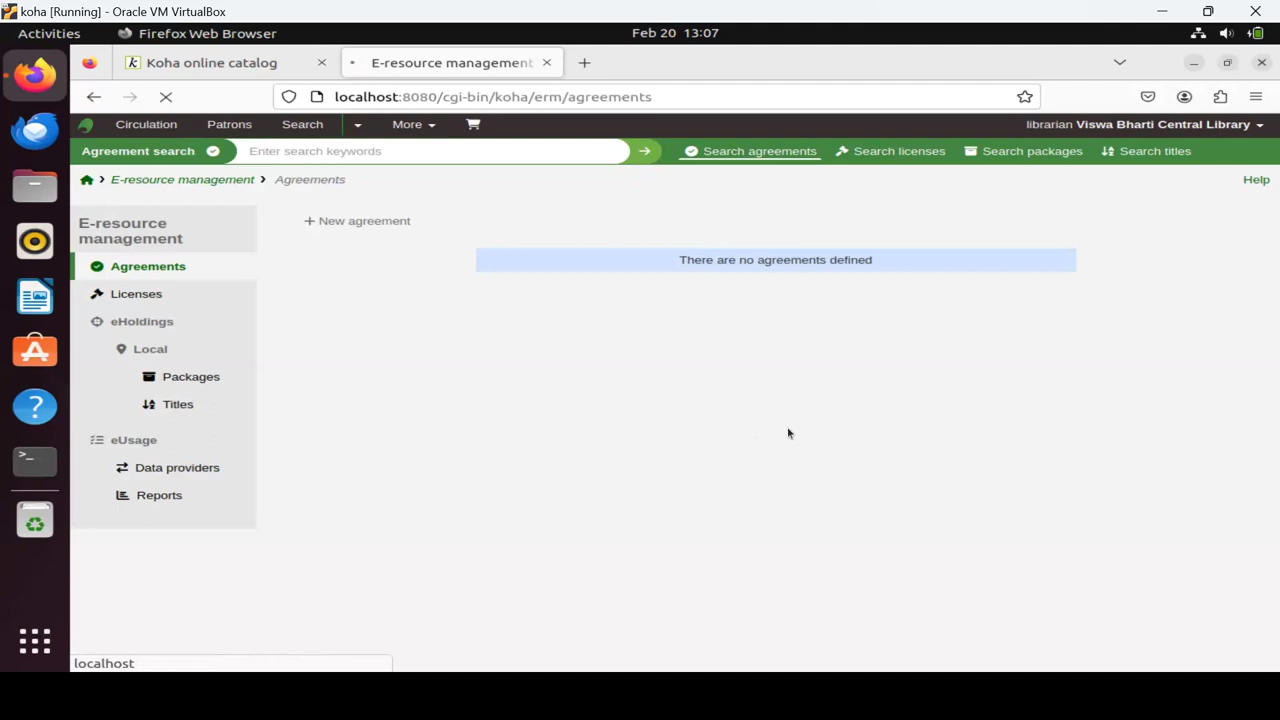 koha [Running] - Oracle VM VirtualBox
Activities Firefox Web Browser Feb 20 13:07
Koha online catalog E-resource management
localhost:8080/cgi-bin/koha/erm/agreements
Circulation Patrons Search More librarian Viswa Bharti Central Library
Agreement search Enter search keywords Search agreements Search licenses Search packages Search titles
E-resource management Agreements Help
E-resource
management
+ New agreement
There are no agreements defined
Agreements
Licenses
eHoldings
Local
Packages
Titles
eUsage
Data providers
Reports
localhost